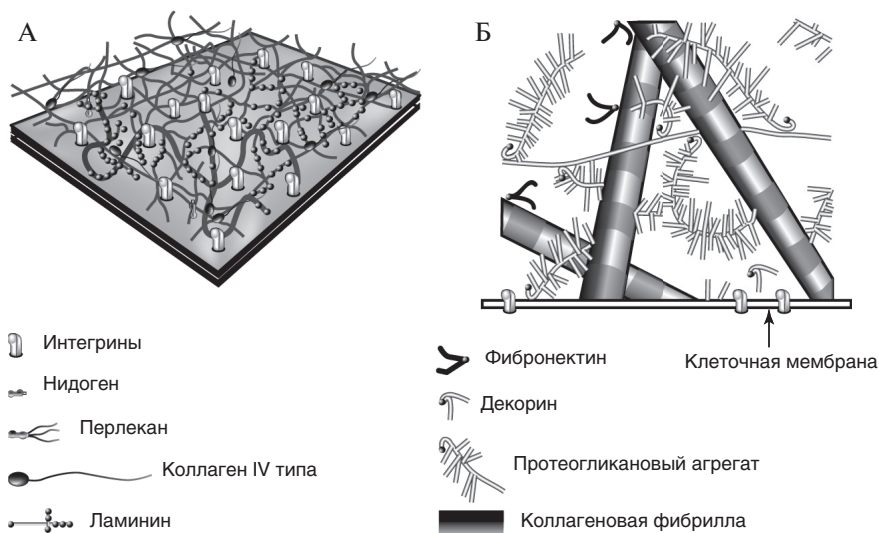 А
Б
Интегрины
Нидоген
Перлекан
Коллаген IV типа
Ламинин
Клеточная мембрана
Фибронектин
Декорин
Протеогликановый агрегат
Коллагеновая фибрилла